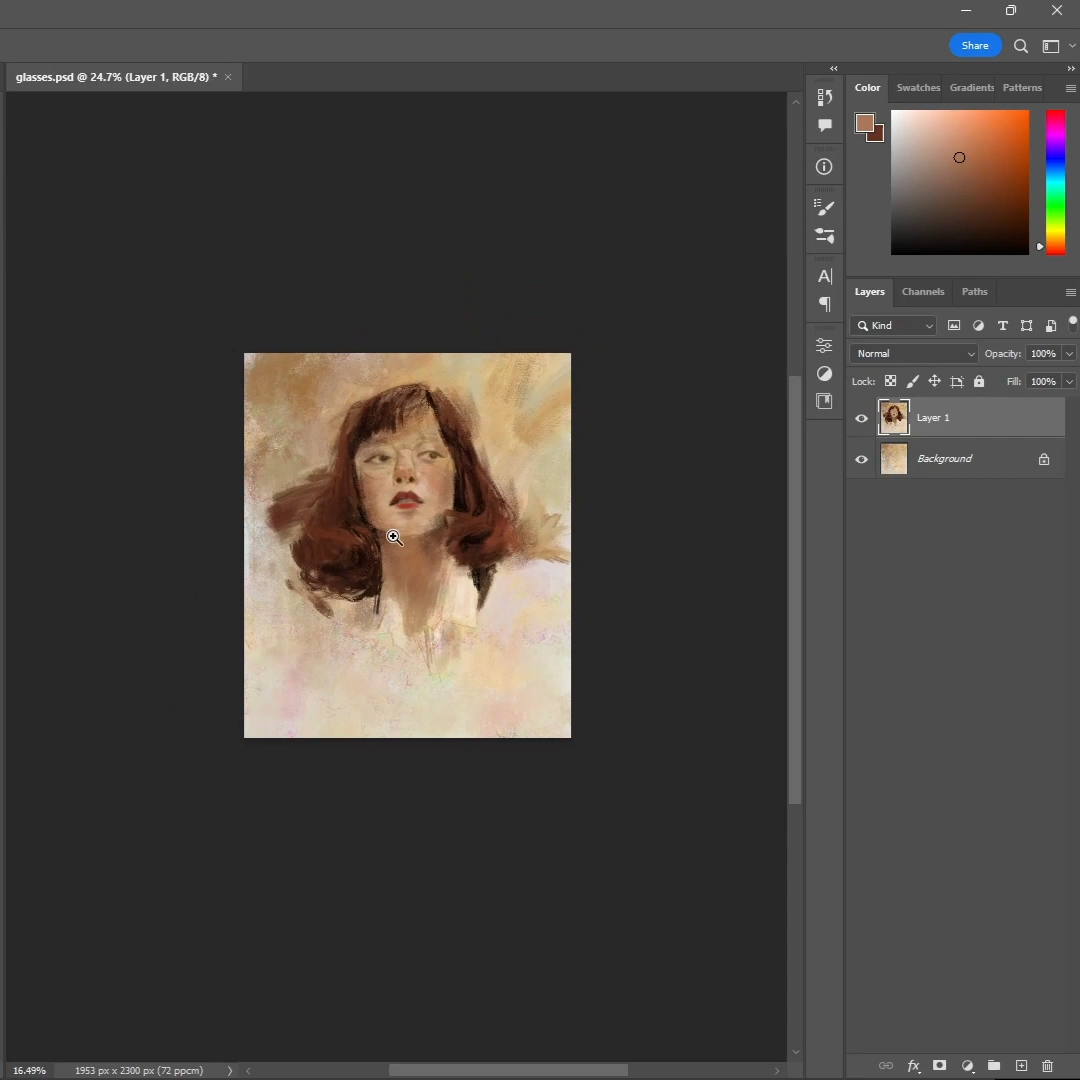 Share
glasses.psd @ 24.7% (Layer 1, RGB/8) *
Color Swatches Gradients Patterns
Layers Channels Paths
Kind
Normal Opacity: 100%
Lock: Fill: 100%
Layer 1
Background
16.49% 1953 px x 2300 px (72 ppcm)